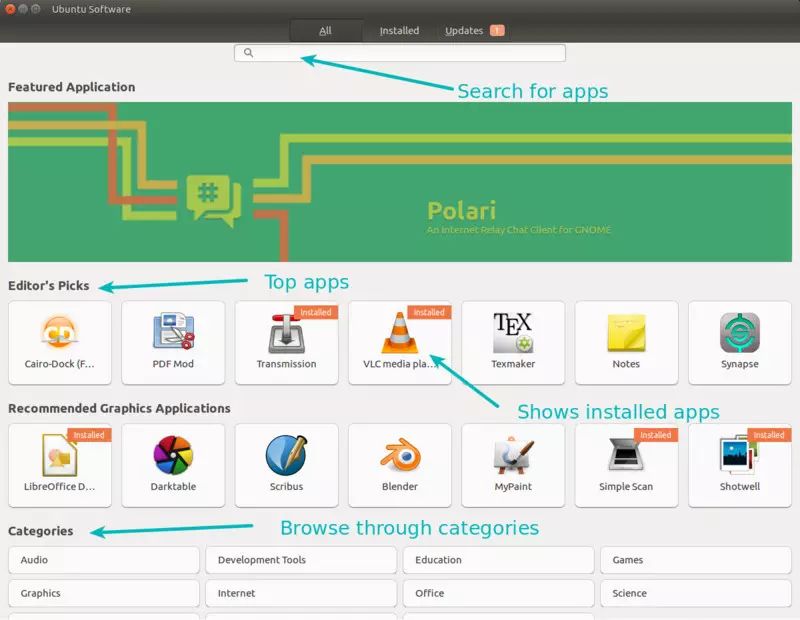 Ubuntu Software
All Installed Updates 1
Search for apps
Featured Application
#
Polari
An Internet Relay Chat Client for GNOME
Editor's Picks
Top apps
Installed Installed
TEX
Cairo-Dock (F... PDF Mod Transmission VLC media pla... Texmaker Notes Synapse
Shows installed apps
Recommended Graphics Applications
Installed Installed Installed
LibreOffice D... Darktable Scribus Blender MyPaint Simple Scan Shotwell
Categories
Browse through categories
Audio Development Tools Education Games
Graphics Internet Office Science